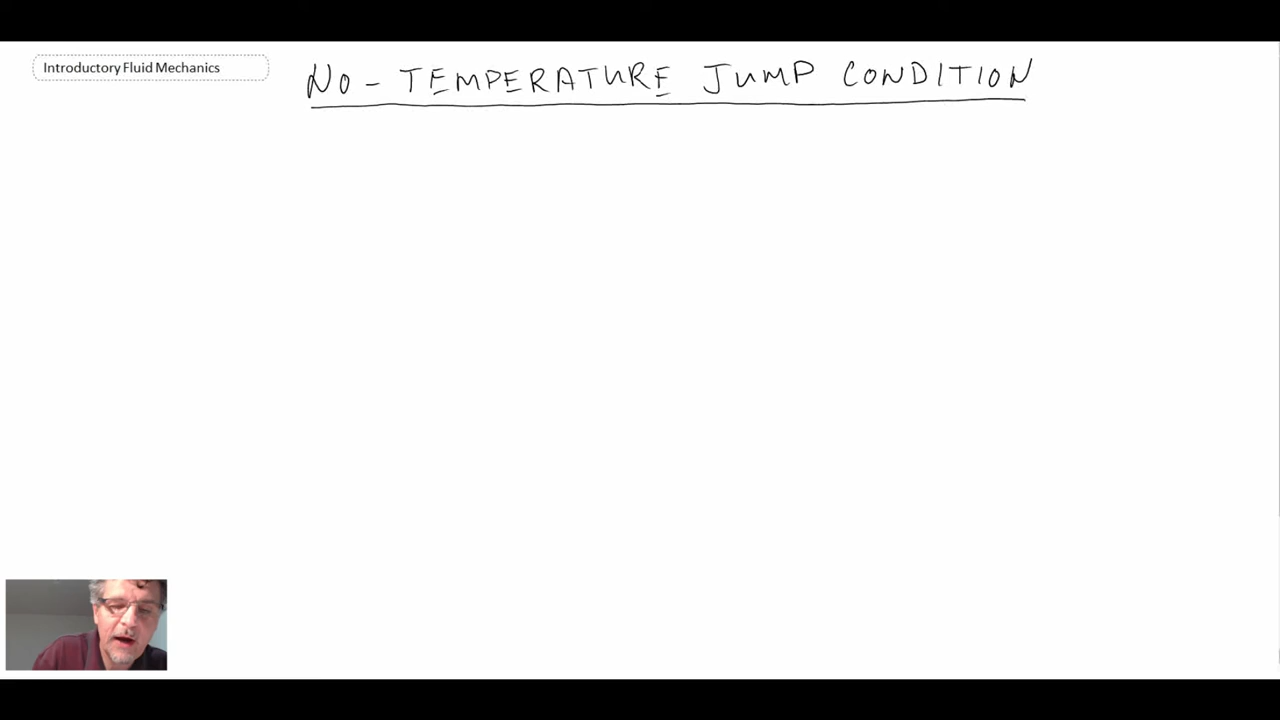 Introductory Fluid Mechanics
NO - TEMPERATURE JUMP CONDITION